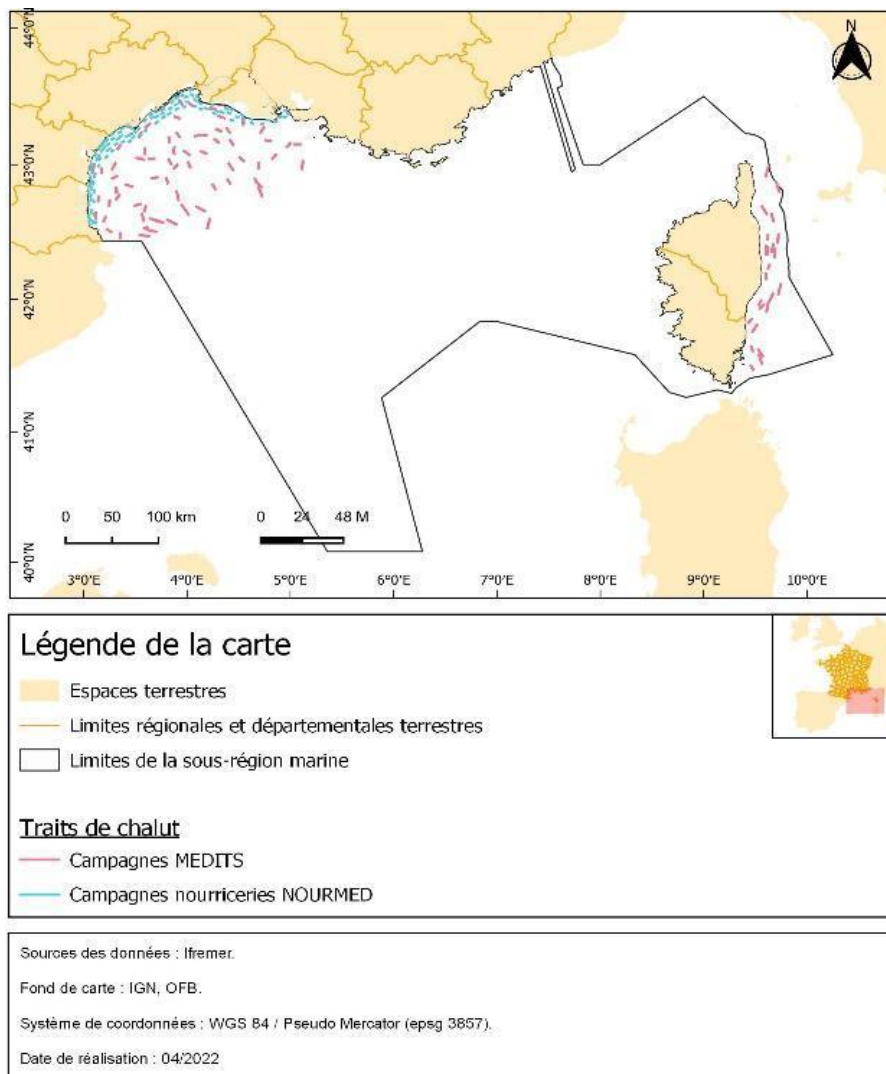 N
44°0'N
43°0'N
42°0'N
41°0'N
40°0'N
0 50 100 km
0 24 48 M
3°0'E 4°0'E 5°0'E 6°0'E 7°0'E 8°0'E 9°0'E 10°0'E
Légende de la carte
Espaces terrestres
Limites régionales et départementales terrestres
Limites de la sous-région marine
Traits de chalut
Campagnes MEDITS
Campagnes nourriceries NOURMED
Sources des données : Ifremer.
Fond de carte : IGN, OFB.
Système de coordonnées : WGS 84 / Pseudo Mercator (epsg 3857).
Date de réalisation : 04/2022